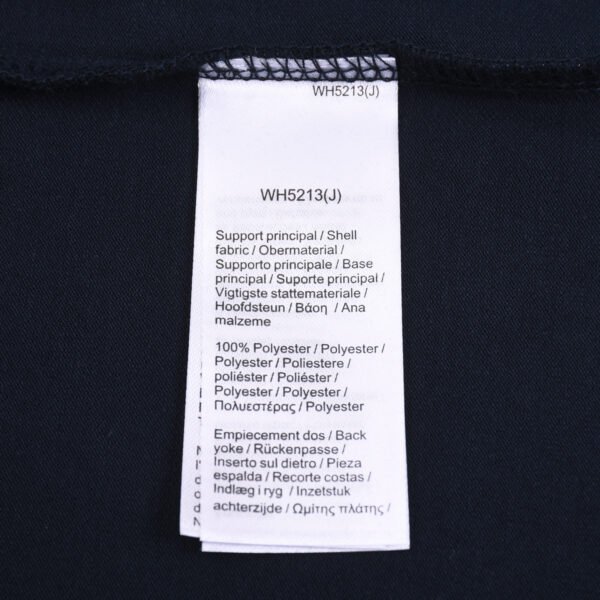 WH5213(J)
WH5213(J)
Support principal / Shell
fabric / Obermaterial /
Supporto principale / Base
principal / Suporte principal /
Vigtigste stattemateriale /
Hoofdsteun / Βάση / Ana
malzeme
100% Polyester / Polyester /
Polyester / Poliestere /
poliéster / Poliéster /
Polyester / Polyester /
Πολυεστέρας / Polyester
Empiecement dos / Back
yoke / Rückenpasse /
Inserto sul dietro / Pieza
espalda / Recorte costas /
Indlæg i ryg / Inzetstuk
achterzijde / Ωμίτης πλάτης /